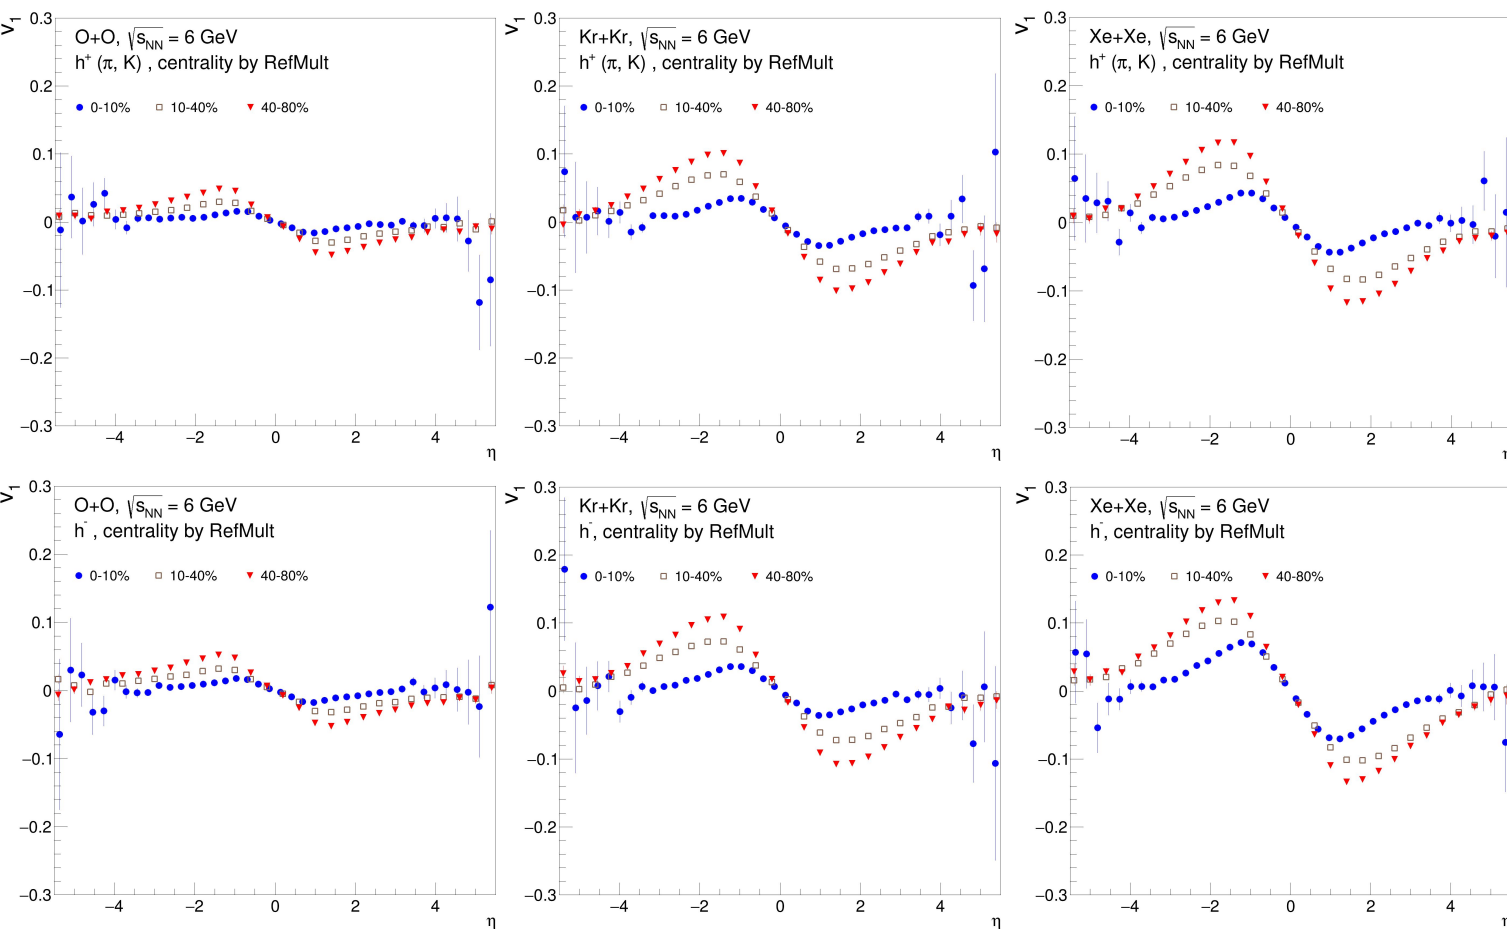 v1
0.3
0.2
0.1
0
−0.1
−0.2
−0.3
O+O, √sNN = 6 GeV
h+ (π, K) , centrality by RefMult
0-10% 10-40% 40-80%
−4 −2 0 2 4
η
v1
0.3
0.2
0.1
0
−0.1
−0.2
−0.3
Kr+Kr, √sNN = 6 GeV
h+ (π, K) , centrality by RefMult
0-10% 10-40% 40-80%
−4 −2 0 2 4
η
v1
0.3
0.2
0.1
0
−0.1
−0.2
−0.3
Xe+Xe, √sNN = 6 GeV
h+ (π, K) , centrality by RefMult
0-10% 10-40% 40-80%
−4 −2 0 2 4
η
v1
0.3
0.2
0.1
0
−0.1
−0.2
−0.3
O+O, √sNN = 6 GeV
h- , centrality by RefMult
0-10% 10-40% 40-80%
−4 −2 0 2 4
η
v1
0.3
0.2
0.1
0
−0.1
−0.2
−0.3
Kr+Kr, √sNN = 6 GeV
h-, centrality by RefMult
0-10% 10-40% 40-80%
−4 −2 0 2 4
η
v1
0.3
0.2
0.1
0
−0.1
−0.2
−0.3
Xe+Xe, √sNN = 6 GeV
h-, centrality by RefMult
0-10% 10-40% 40-80%
−4 −2 0 2 4
η